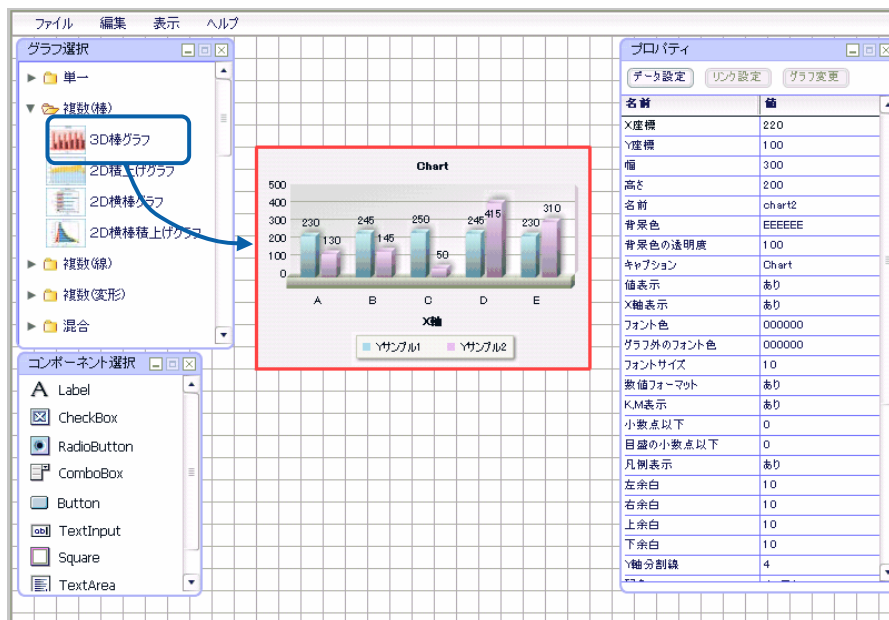 ファイル 編集 表示 ヘルプ
グラフ選択
単一
複数(棒)
3D棒グラフ
2D積上げグラフ
2D横棒グラフ
2D横棒積上げグラフ
複数(線)
複数(変形)
混合
コンポーネント選択
Label
CheckBox
RadioButton
ComboBox
Button
TextInput
Square
TextArea
Chart
500
400
300
200
100
0
230 130 245 145 250 50 245 415 230 310
A B C D E
X軸
Yサンプル1 Yサンプル2
プロパティ
データ設定 リンク設定 グラフ変更
名前 値
X座標 220
Y座標 100
幅 300
高さ 200
名前 chart2
背景色 EEEEEE
背景色の透明度 100
キャプション Chart
値表示 あり
X軸表示 あり
フォント色 000000
グラフ外のフォント色 000000
フォントサイズ 10
数値フォーマット あり
K,M表示 あり
小数点以下 0
目盛の小数点以下 0
凡例表示 あり
左余白 10
右余白 10
上余白 10
下余白 10
Y軸分割線 4